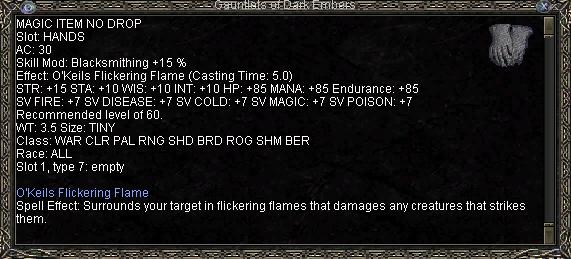 Gauntlets of Dark Embers
MAGIC ITEM NO DROP
Slot: HANDS
AC: 30
Skill Mod: Blacksmithing +15 %
Effect: O'Keils Flickering Flame (Casting Time: 5.0)
STR: +15 STA: +10 WIS: +10 INT: +10 HP: +85 MANA: +85 Endurance: +85
SV FIRE: +7 SV DISEASE: +7 SV COLD: +7 SV MAGIC: +7 SV POISON: +7
Recommended level of 60.
WT: 3.5 Size: TINY
Class: WAR CLR PAL RNG SHD BRD ROG SHM BER
Race: ALL
Slot 1, type 7: empty
O'Keils Flickering Flame
Spell Effect: Surrounds your target in flickering flames that damages any creatures that strikes
them.